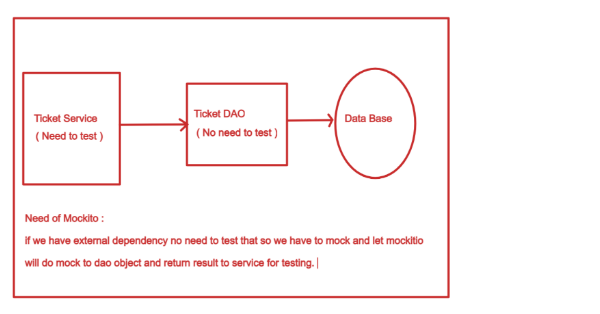 Ticket Service
( Need to test )
Ticket DAO
( No need to test )
Data Base
Need of Mockito :
if we have external dependency no need to test that so we have to mock and let mockitio
will do mock to dao object and return result to service for testing.